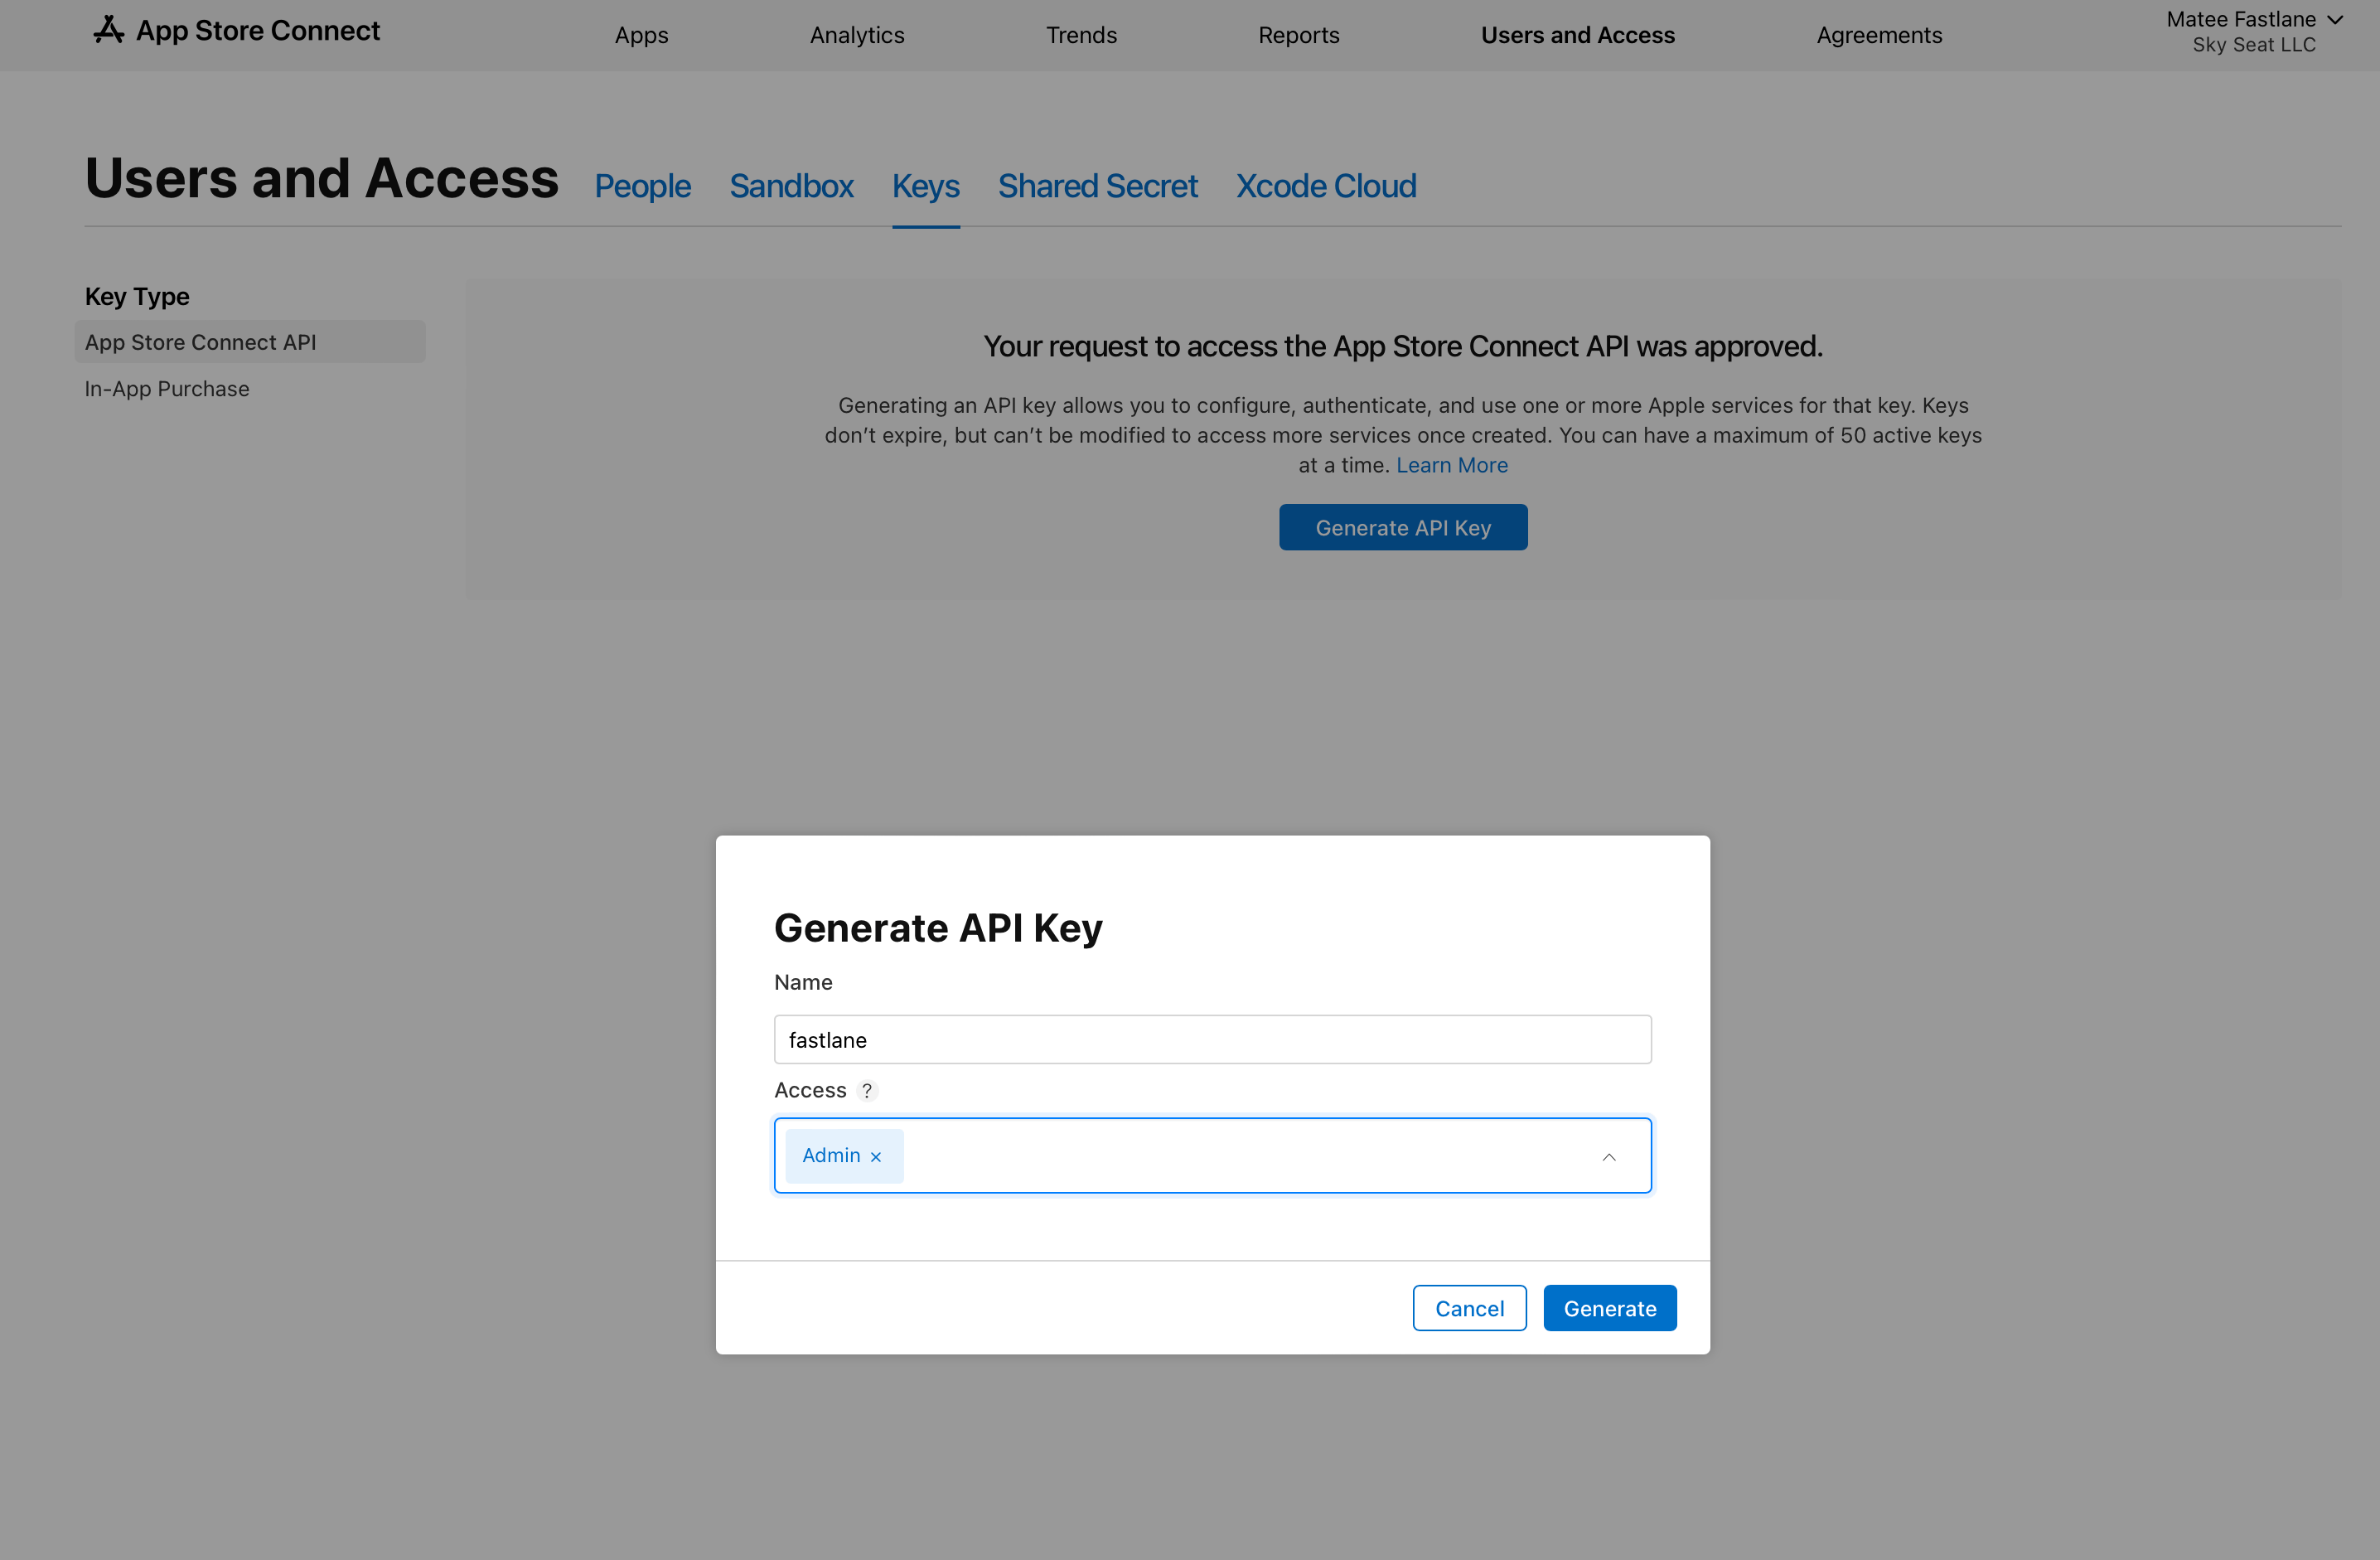 App Store Connect
Apps
Analytics
Trends
Reports
Users and Access
Agreements
Matee Fastlane
Sky Seat LLC
Users and Access
People
Sandbox
Keys
Shared Secret
Xcode Cloud
Key Type
App Store Connect API
In-App Purchase
Your request to access the App Store Connect API was approved.
Generating an API key allows you to configure, authenticate, and use one or more Apple services for that key. Keys
don’t expire, but can’t be modified to access more services once created. You can have a maximum of 50 active keys
at a time. Learn More
Generate API Key
Generate API Key
Name
fastlane
Access ?
Admin ×
Cancel
Generate